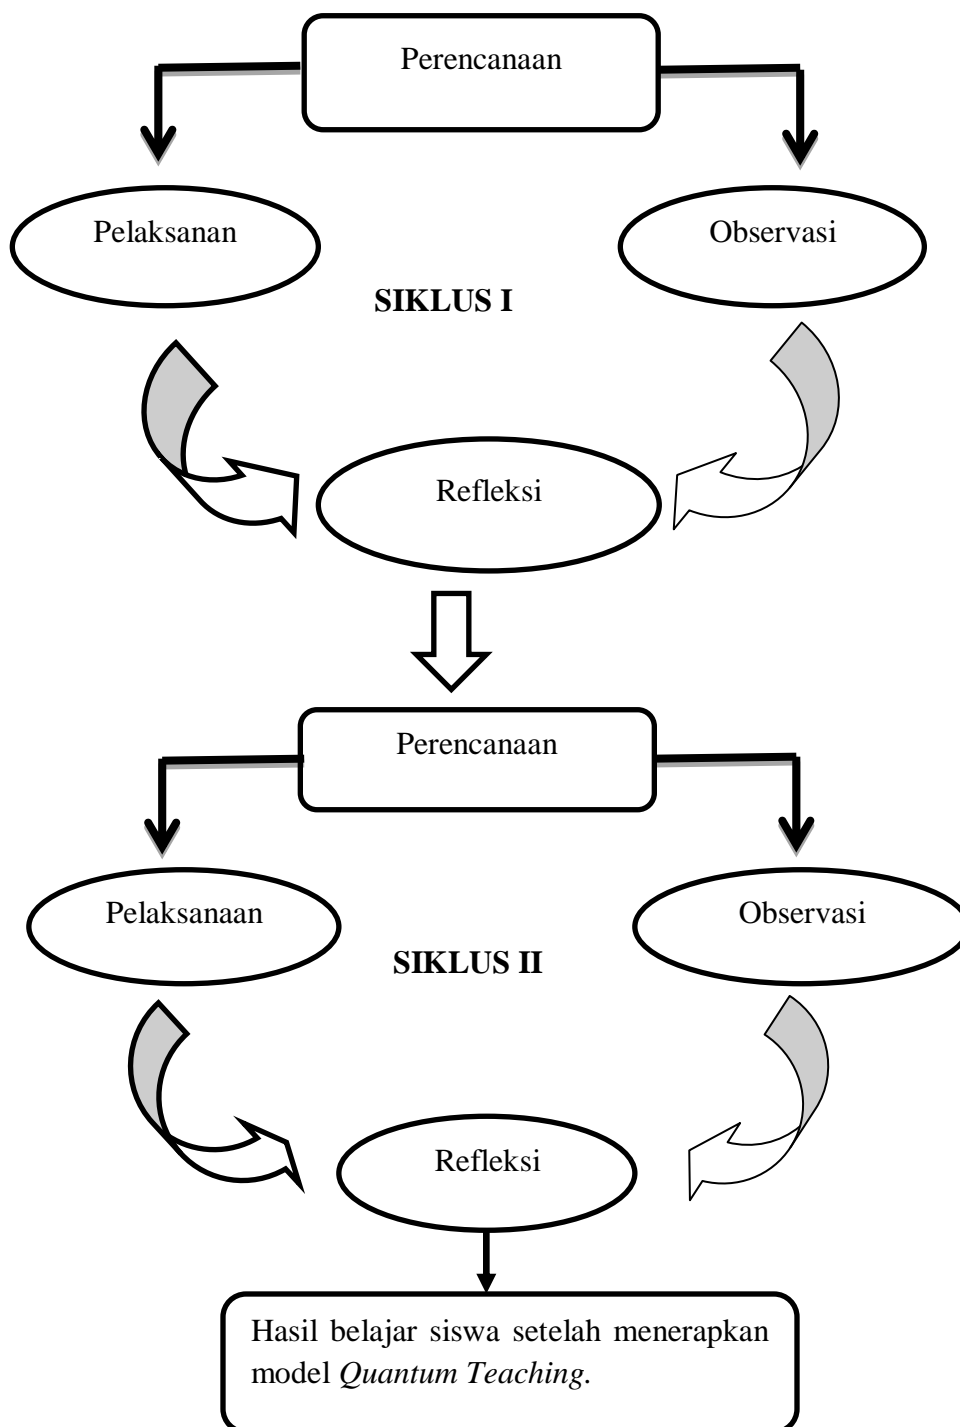 Perencanaan
Pelaksanan
Observasi
SIKLUS I
Refleksi
Perencanaan
Pelaksanaan
Observasi
SIKLUS II
Refleksi
Hasil belajar siswa setelah menerapkan
model Quantum Teaching.